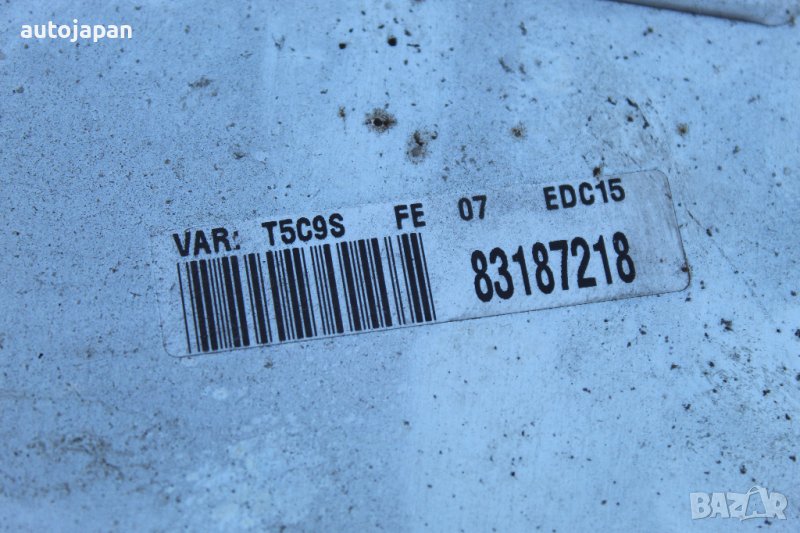 autojapan
VAR: T5C9S FE 07 EDC15
83187218
BAZAR